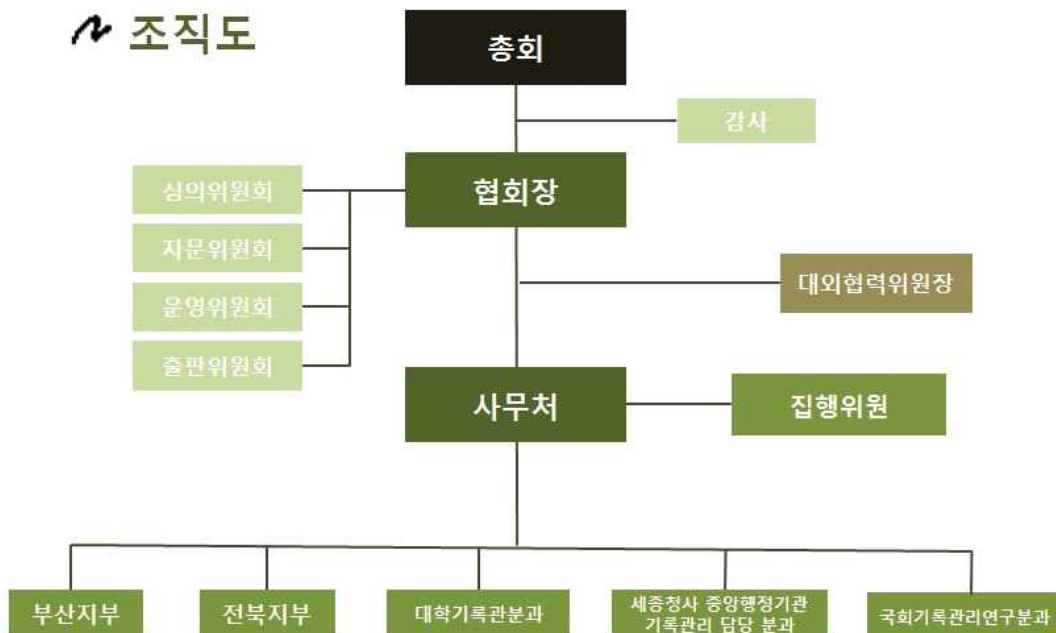 조직도
총회
감사
협회장
심의위원회
자문위원회
운영위원회
출판위원회
대외협력위원장
사무처
집행위원
부산지부
전북지부
대학기록관분과
세종청사 중앙행정기관
기록관리 담당 분과
국회기록관리연구분과